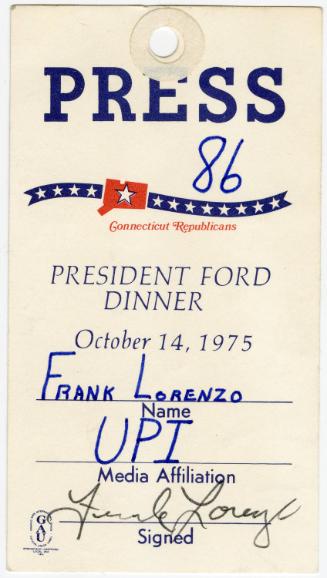 PRESS
86
Connecticut Republicans
PRESIDENT FORD
DINNER
October 14, 1975
FRANK LORENZO
Name
UPI
Media Affiliation
Frank Lorenzo
Signed
GAU